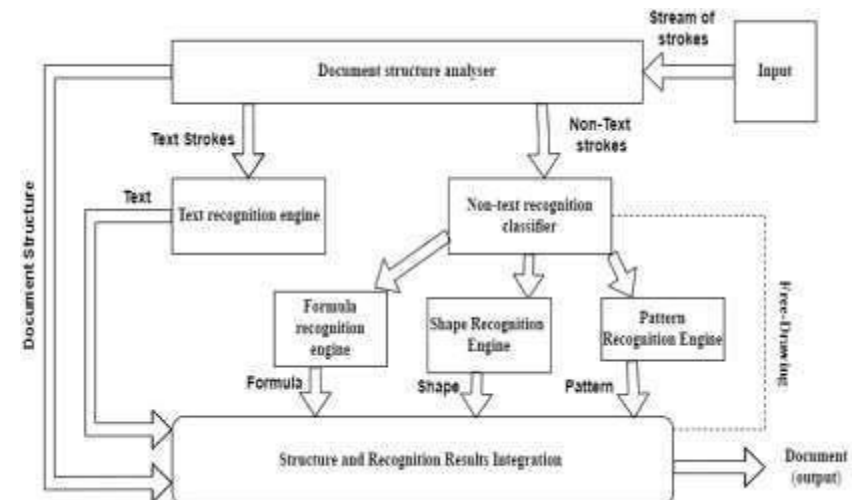 Stream of
strokes
Document structure analyser
Input
Text Strokes
Non-Text
strokes
Text
Text recognition engine
Non-text recognition
classifier
Document Structure
Free-Drawing
Formula
recognition
engine
Shape Recognition
Engine
Pattern
Recognition Engine
Formula
Shape
Pattern
Structure and Recognition Results Integration
Document
(output)